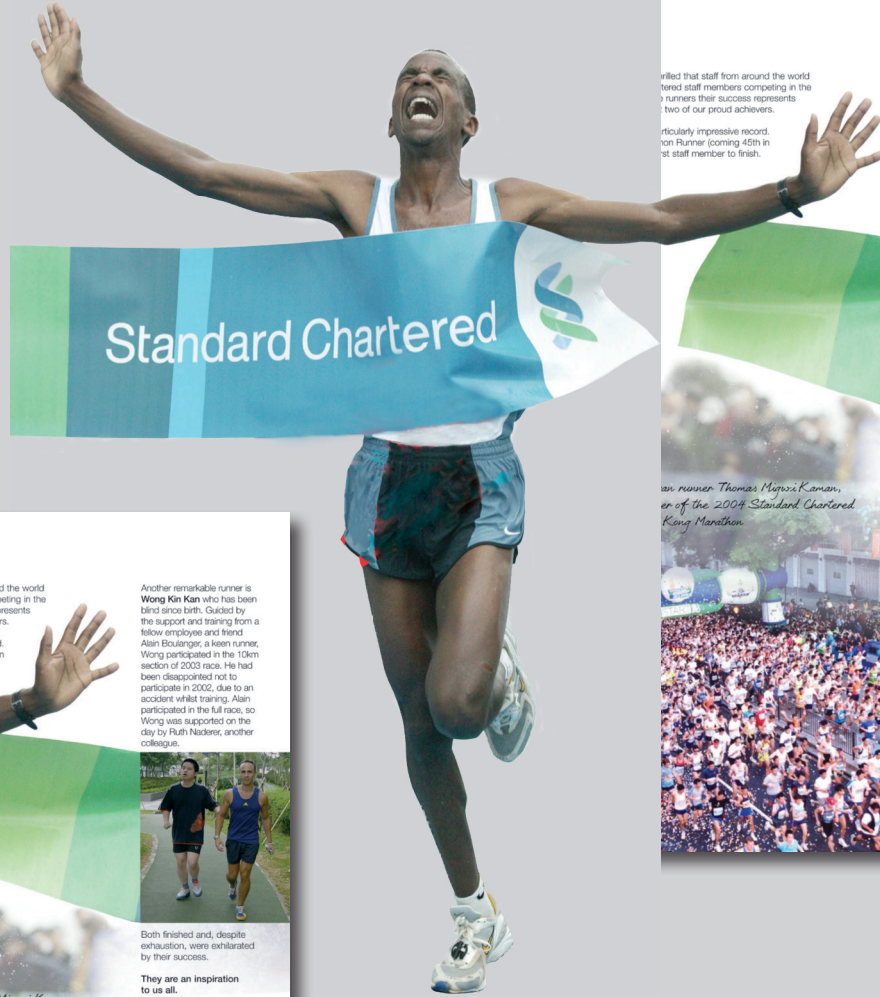 Standard Chartered
rilled that staff from around the world
tered staff members competing in the
runners their success represents
two of our proud achievers.
rticularly impressive record.
on Runner (coming 45th in
st staff member to finish.
an runner Thomas Migwi Kaman,
er of the 2004 Standard Chartered
Kong Marathon
d the world
peting in the
presents
rs.
d.
n
Another remarkable runner is
Wong Kin Kan who has been
blind since birth. Guided by
the support and training from a
fellow employee and friend
Alain Boulanger, a keen runner,
Wong participated in the 10km
section of 2003 race. He had
been disappointed not to
participate in 2002, due to an
accident whilst training. Alain
participated in the full race, so
Wong was supported on the
day by Ruth Naderer, another
colleague.
Both finished and, despite
exhaustion, were exhilarated
by their success.
They are an inspiration
to us all.